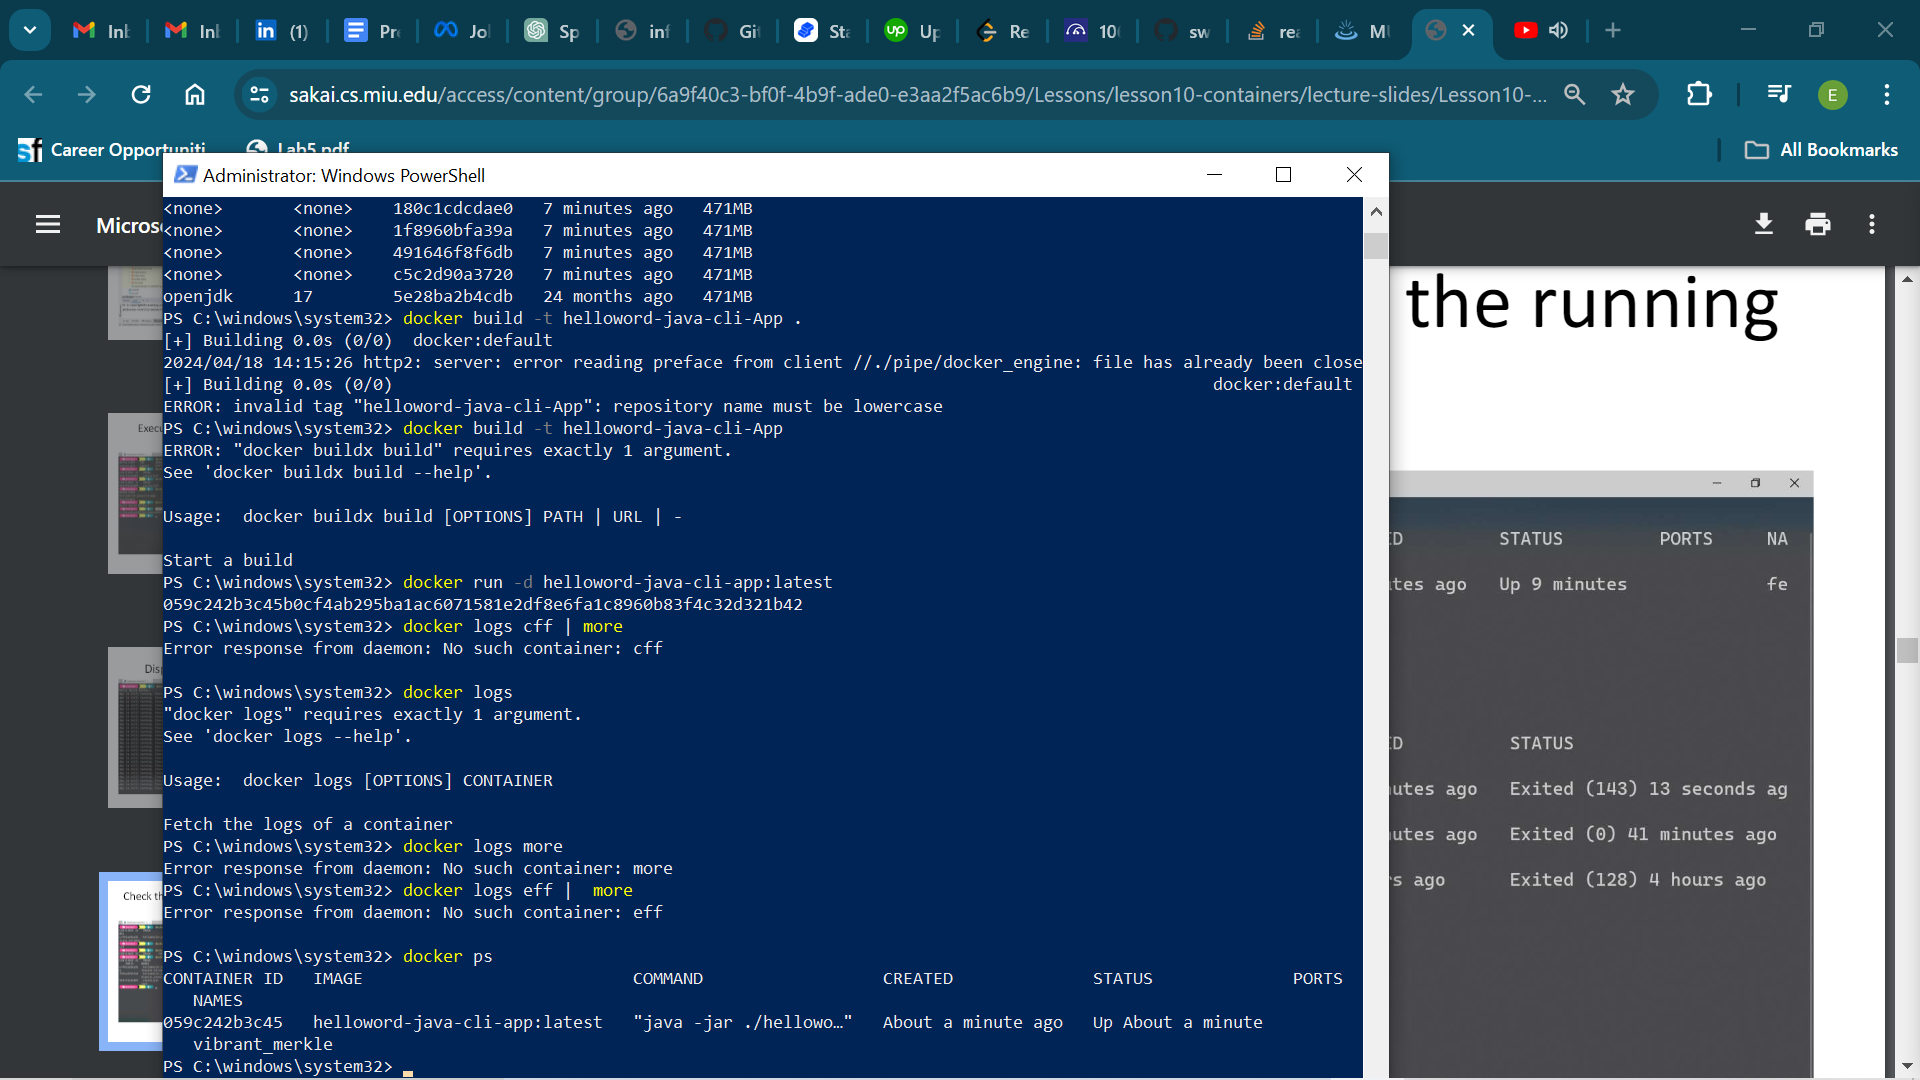 Inl
Inl
(1)
Pr
Jol
Sp
inf
Git
Sta
Up
Re
10
sw
rea
MI
sakai.cs.miu.edu/access/content/group/6a9f40c3-bf0f-4b9f-ade0-e3aa2f5ac6b9/Lessons/lesson10-containers/lecture-slides/Lesson10-...
E
Career Opportuniti
Lab5.pdf
All Bookmarks
Administrator: Windows PowerShell
Micros
<none> <none> 180c1cdcdae0 7 minutes ago 471MB
<none> <none> 1f8960bfa39a 7 minutes ago 471MB
<none> <none> 491646f8f6db 7 minutes ago 471MB
<none> <none> c5c2d90a3720 7 minutes ago 471MB
openjdk 17 5e28ba2b4cdb 24 months ago 471MB
PS C:\windows\system32> docker build -t helloword-java-cli-App .
[+] Building 0.0s (0/0) docker:default
2024/04/18 14:15:26 http2: server: error reading preface from client //./pipe/docker_engine: file has already been close
[+] Building 0.0s (0/0) docker:default
ERROR: invalid tag "helloword-java-cli-App": repository name must be lowercase
PS C:\windows\system32> docker build -t helloword-java-cli-App
ERROR: "docker buildx build" requires exactly 1 argument.
See 'docker buildx build --help'.
Usage: docker buildx build [OPTIONS] PATH | URL | -
Start a build
PS C:\windows\system32> docker run -d helloword-java-cli-app:latest
059c242b3c45b0cf4ab295ba1ac6071581e2df8e6fa1c8960b83f4c32d321b42
PS C:\windows\system32> docker logs cff | more
Error response from daemon: No such container: cff
PS C:\windows\system32> docker logs
"docker logs" requires exactly 1 argument.
See 'docker logs --help'.
Usage: docker logs [OPTIONS] CONTAINER
Fetch the logs of a container
PS C:\windows\system32> docker logs more
Error response from daemon: No such container: more
PS C:\windows\system32> docker logs eff | more
Error response from daemon: No such container: eff
PS C:\windows\system32> docker ps
CONTAINER ID IMAGE COMMAND CREATED STATUS PORTS
NAMES
059c242b3c45 helloword-java-cli-app:latest "java -jar ./hellowo…" About a minute ago Up About a minute
vibrant_merkle
PS C:\windows\system32>
the running
ED STATUS PORTS NA
tes ago Up 9 minutes fe
ED STATUS
nutes ago Exited (143) 13 seconds ag
nutes ago Exited (0) 41 minutes ago
rs ago Exited (128) 4 hours ago
Execu
Disp
Check th